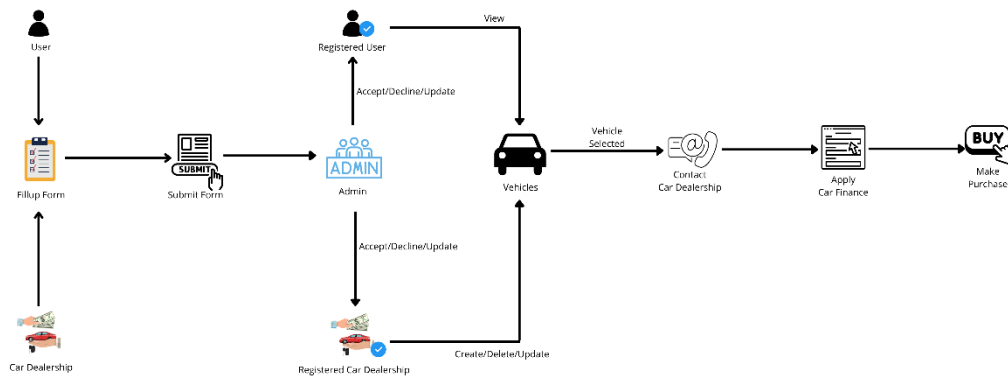 User
Registered User
View
Accept/Decline/Update
Fillup Form
SUBMIT
Submit Form
ADMIN
Admin
Vehicles
Vehicle
Selected
@
Contact
Car Dealership
Apply
Car Finance
BUY
Make
Purchase
Accept/Decline/Update
Car Dealership
Registered Car Dealership
Create/Delete/Update